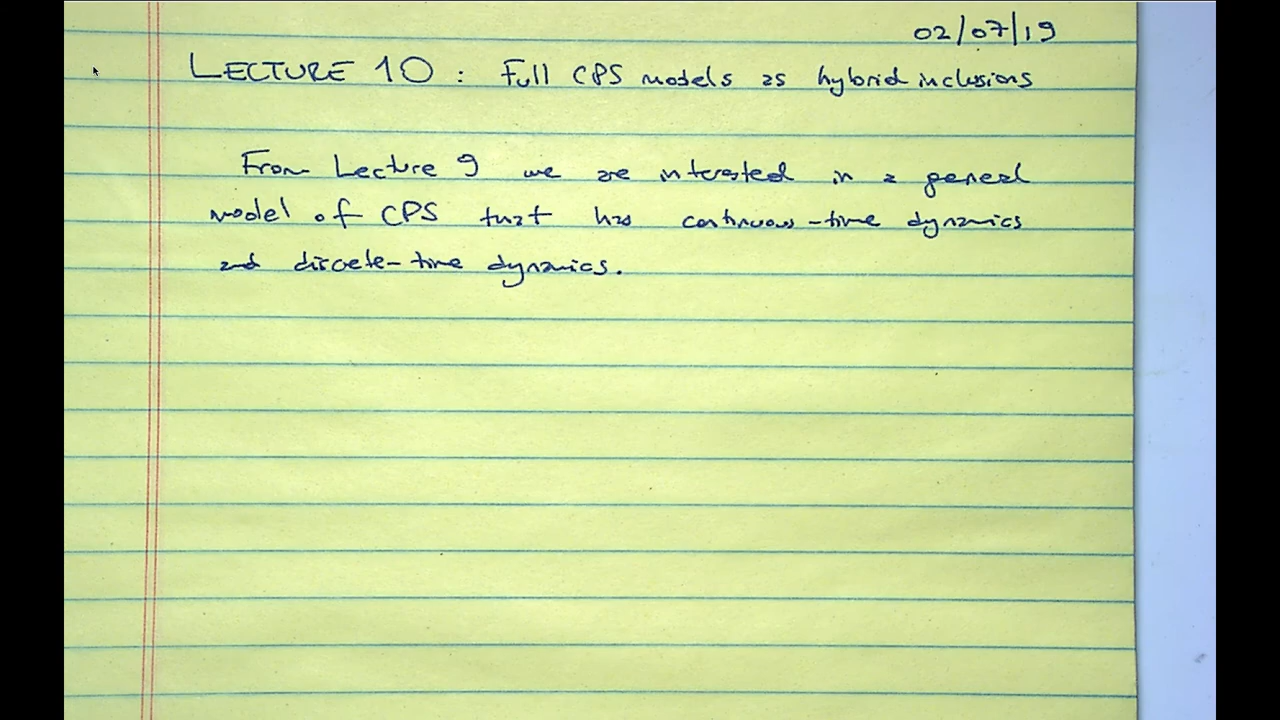 02/07/19
LECTURE 10 : Full CPS models as hybrid inclusions
From Lecture 9 we are interested in a general
model of CPS that has continuous-time dynamics
and discrete-time dynamics.